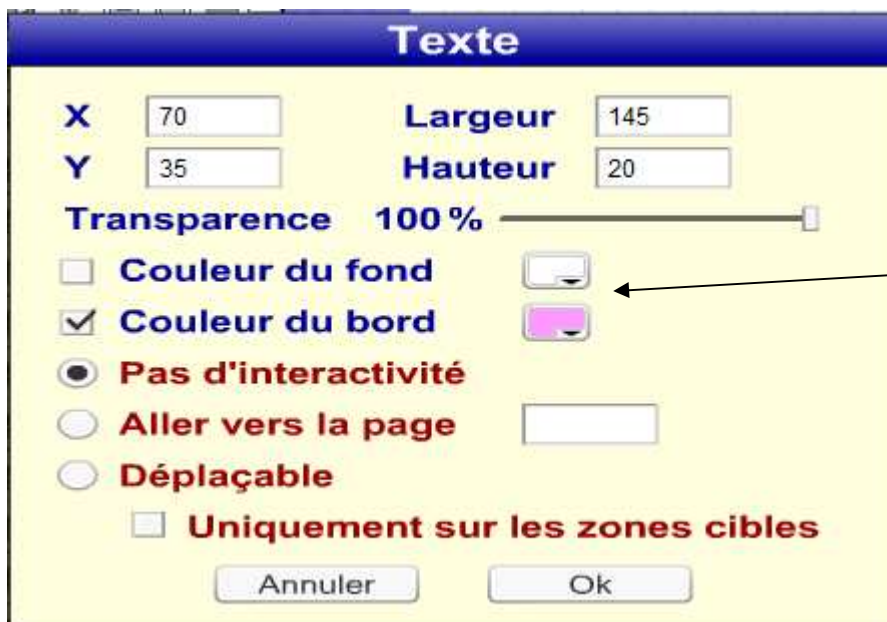 Texte
X 70 Largeur 145
Y 35 Hauteur 20
Transparence 100 %
Couleur du fond
Couleur du bord
Pas d'interactivité
Aller vers la page
Déplaçable
Uniquement sur les zones cibles
Annuler Ok